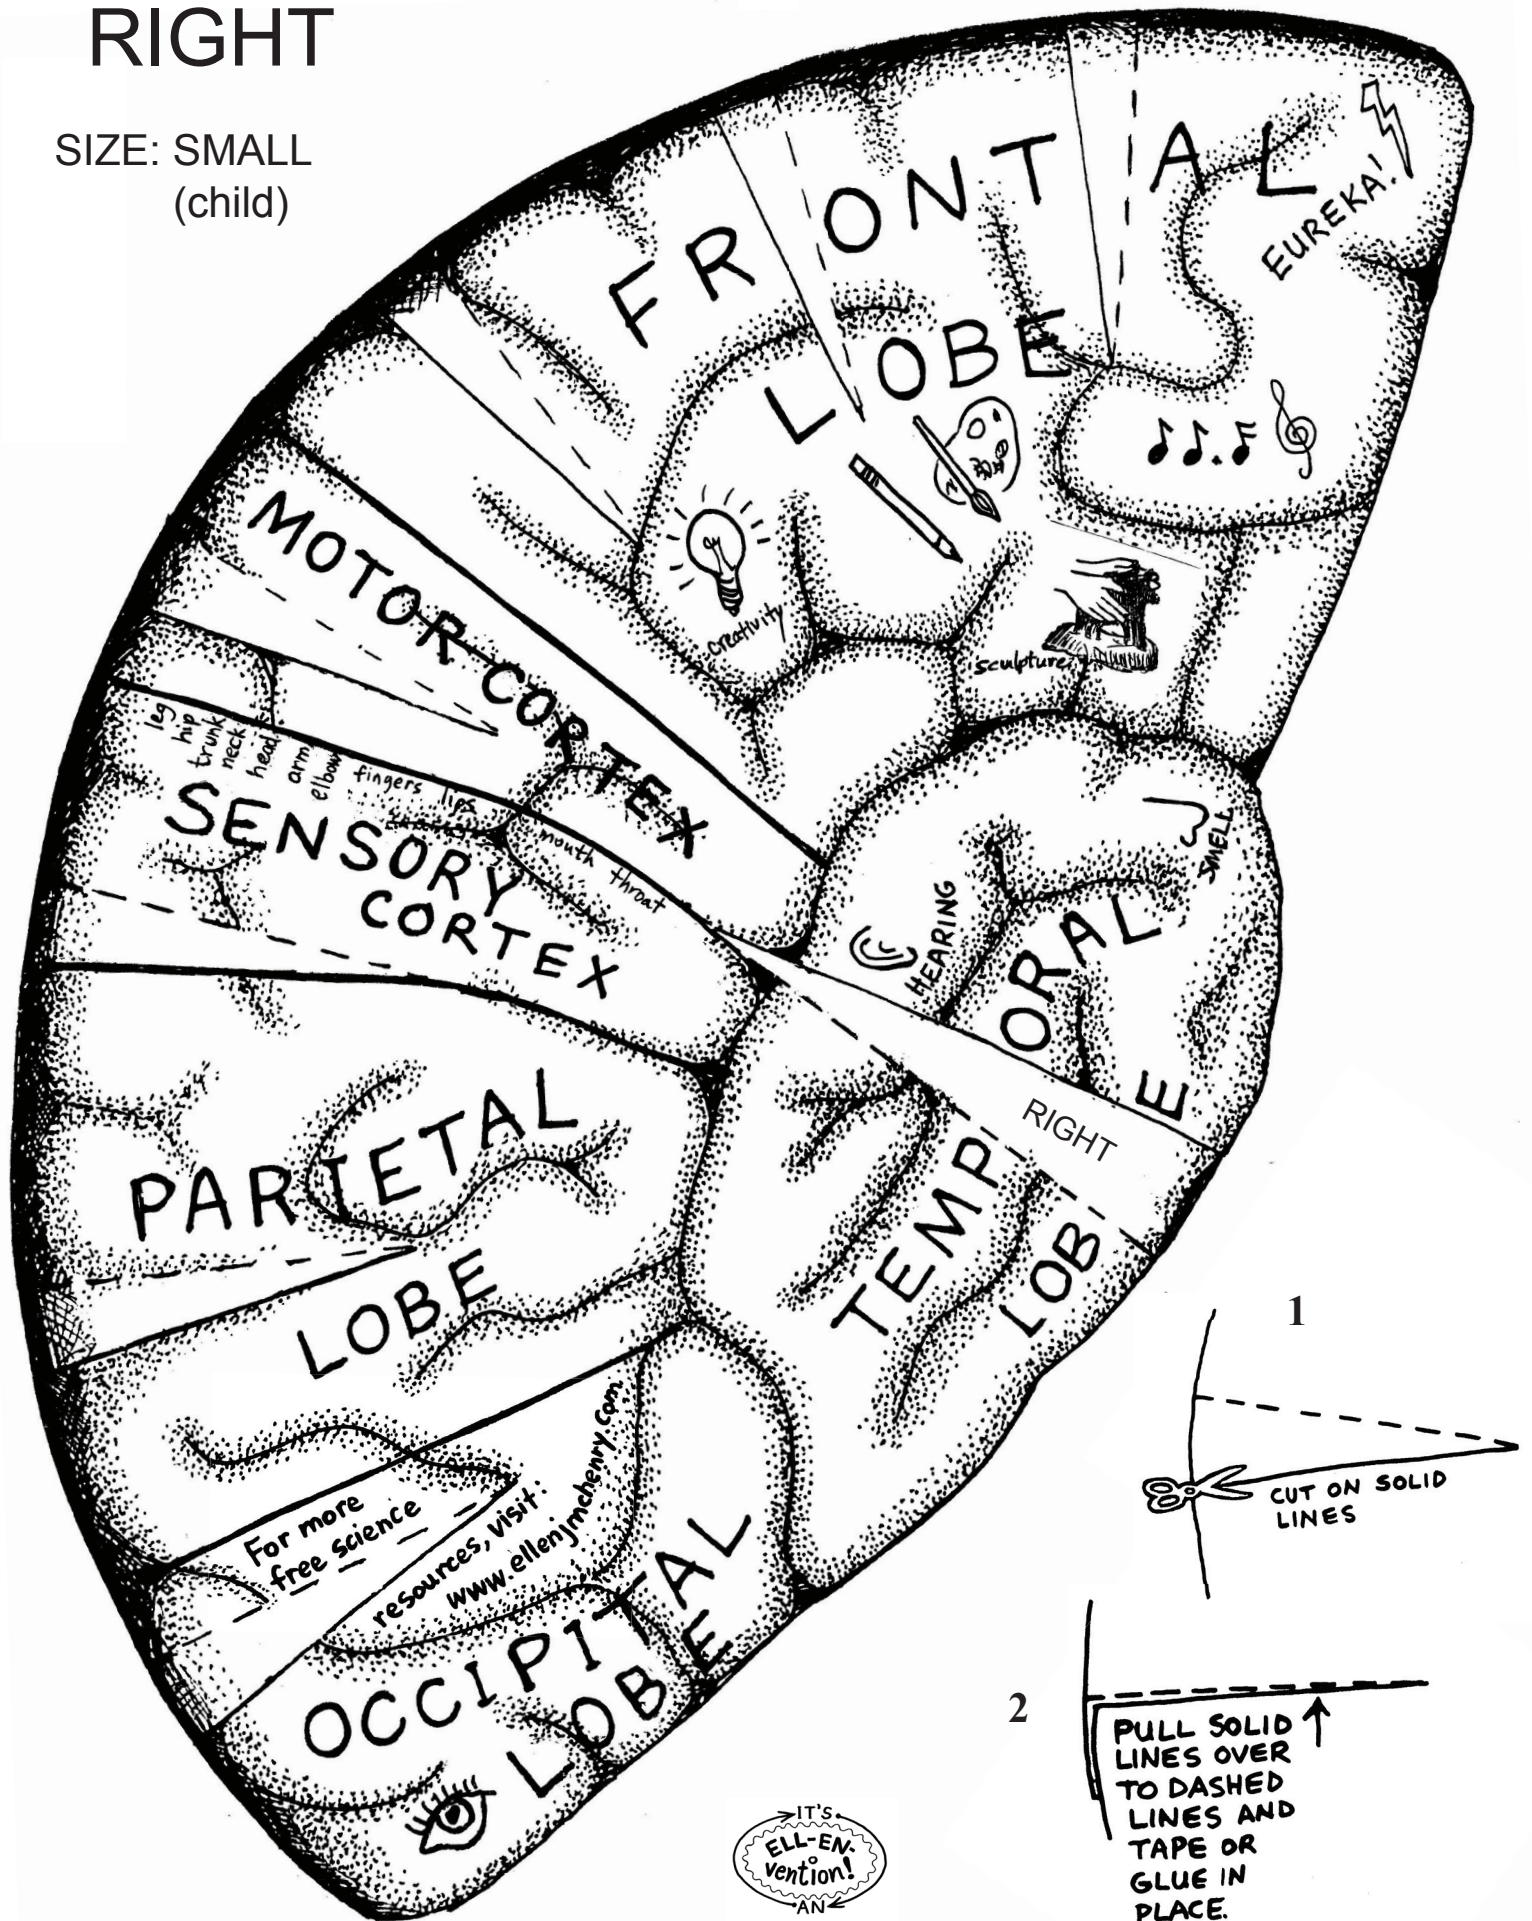 RIGHT
SIZE: SMALL
(child)
FRONTAL
LOBE
EUREKA!
creativity
sculpture
MOTOR CORTEX
leg
hip
trunk
neck
head
arm
elbow
fingers
lips
mouth
throat
SENSORY
CORTEX
SMELL
HEARING
ORAL
E
RIGHT
TEMP
LOB
PARIETAL
LOBE
For more
free science
resources, visit:
www.ellenjmchenry.com
OCCIPITAL
LOBE
1
CUT ON SOLID
LINES
2
PULL SOLID
LINES OVER
TO DASHED
LINES AND
TAPE OR
GLUE IN
PLACE.
IT'S
ELL-EN-
vention!
AN